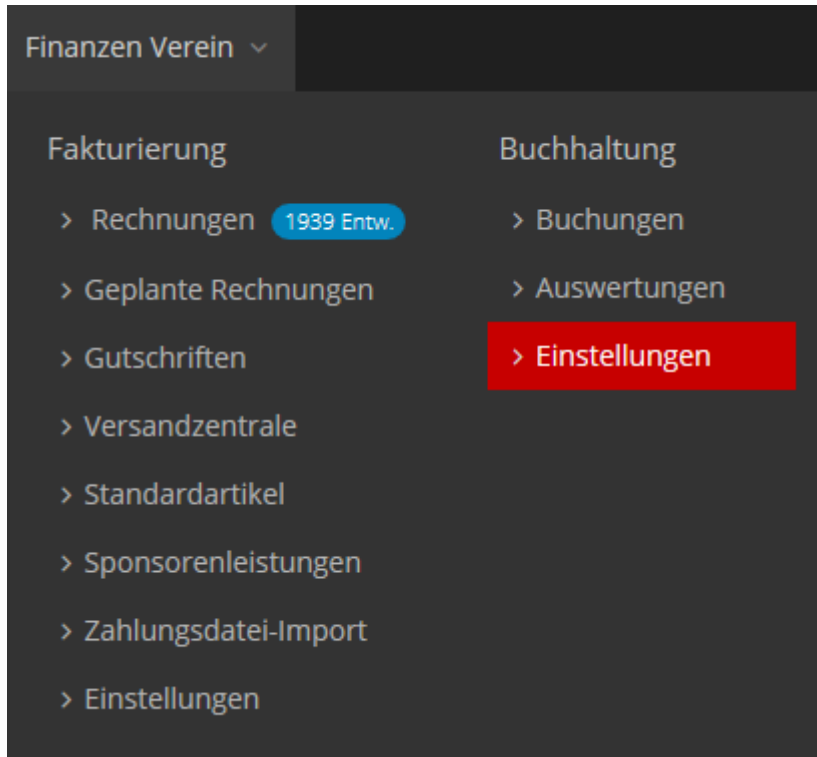 Finanzen Verein
Fakturierung
Rechnungen 1939 Entw.
Geplante Rechnungen
Gutschriften
Versandzentrale
Standardartikel
Sponsorenleistungen
Zahlungsdatei-Import
Einstellungen
Buchhaltung
Buchungen
Auswertungen
Einstellungen